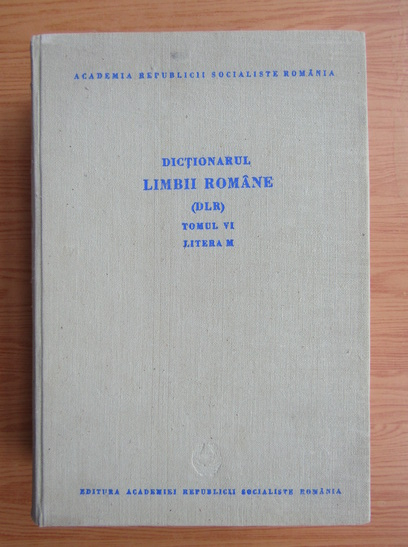 ACADEMIA REPUBLICII SOCIALISTE ROMÂNIA
DICȚIONARUL
LIMBII ROMÂNE
(DLR)
TOMUL VI
LITERA M
EDITURA ACADEMIEI REPUBLICII SOCIALISTE ROMÂNIA